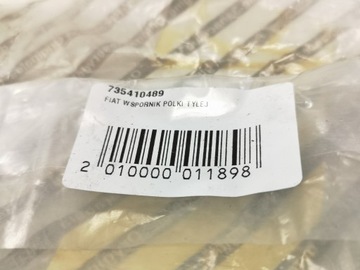 735410489
FIAT WSPORNIK POLKI TYLEJ
2 010000 011898